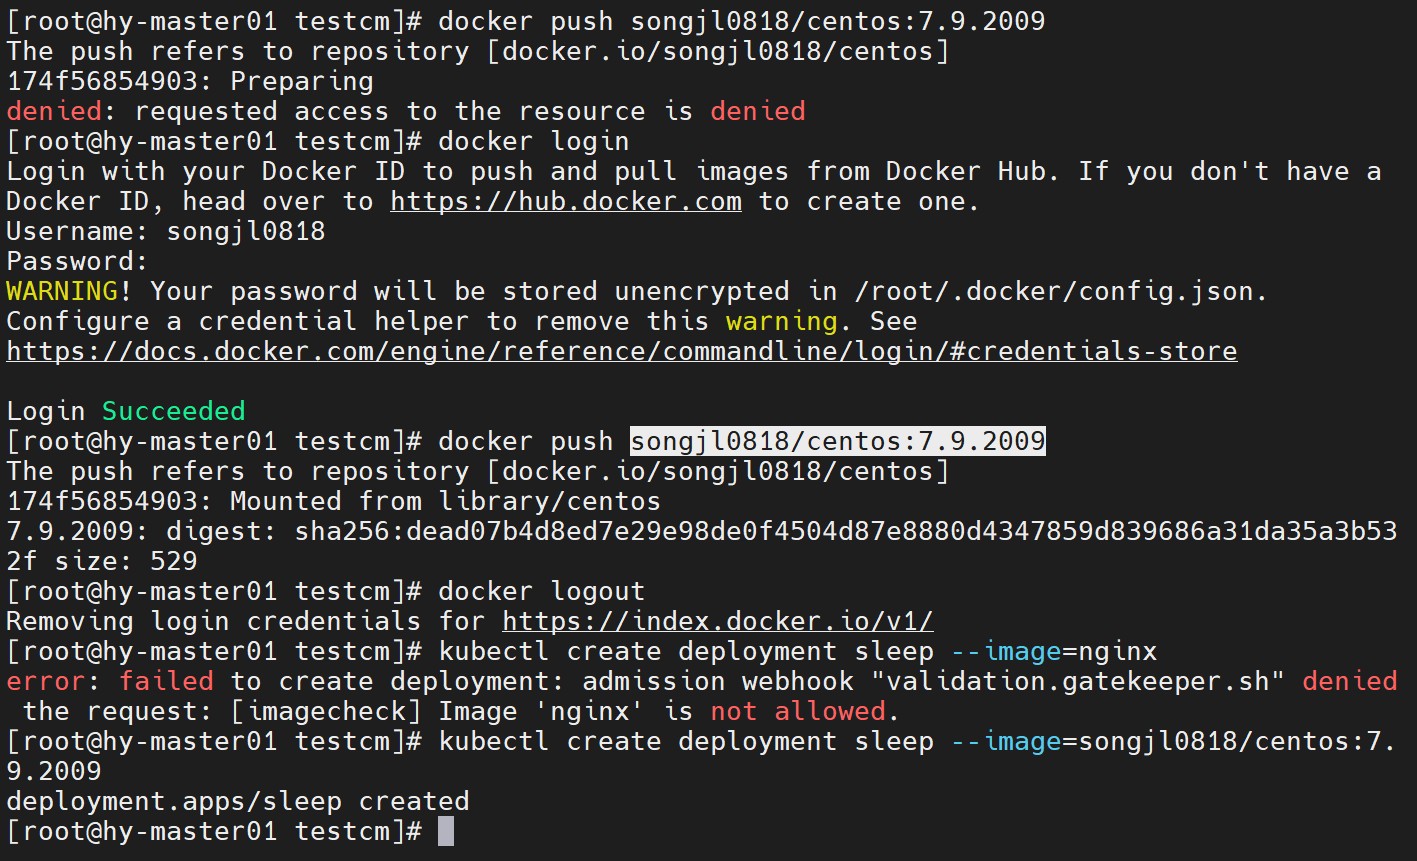 [root@hy-master01 testcm]# docker push songjl0818/centos:7.9.2009
The push refers to repository [docker.io/songjl0818/centos]
174f56854903: Preparing
denied: requested access to the resource is denied
[root@hy-master01 testcm]# docker login
Login with your Docker ID to push and pull images from Docker Hub. If you don't have a
Docker ID, head over to https://hub.docker.com to create one.
Username: songjl0818
Password:
WARNING! Your password will be stored unencrypted in /root/.docker/config.json.
Configure a credential helper to remove this warning. See
https://docs.docker.com/engine/reference/commandline/login/#credentials-store
Login Succeeded
[root@hy-master01 testcm]# docker push songjl0818/centos:7.9.2009
The push refers to repository [docker.io/songjl0818/centos]
174f56854903: Mounted from library/centos
7.9.2009: digest: sha256:dead07b4d8ed7e29e98de0f4504d87e8880d4347859d839686a31da35a3b53
2f size: 529
[root@hy-master01 testcm]# docker logout
Removing login credentials for https://index.docker.io/v1/
[root@hy-master01 testcm]# kubectl create deployment sleep --image=nginx
error: failed to create deployment: admission webhook "validation.gatekeeper.sh" denied
 the request: [imagecheck] Image 'nginx' is not allowed.
[root@hy-master01 testcm]# kubectl create deployment sleep --image=songjl0818/centos:7.
9.2009
deployment.apps/sleep created
[root@hy-master01 testcm]#